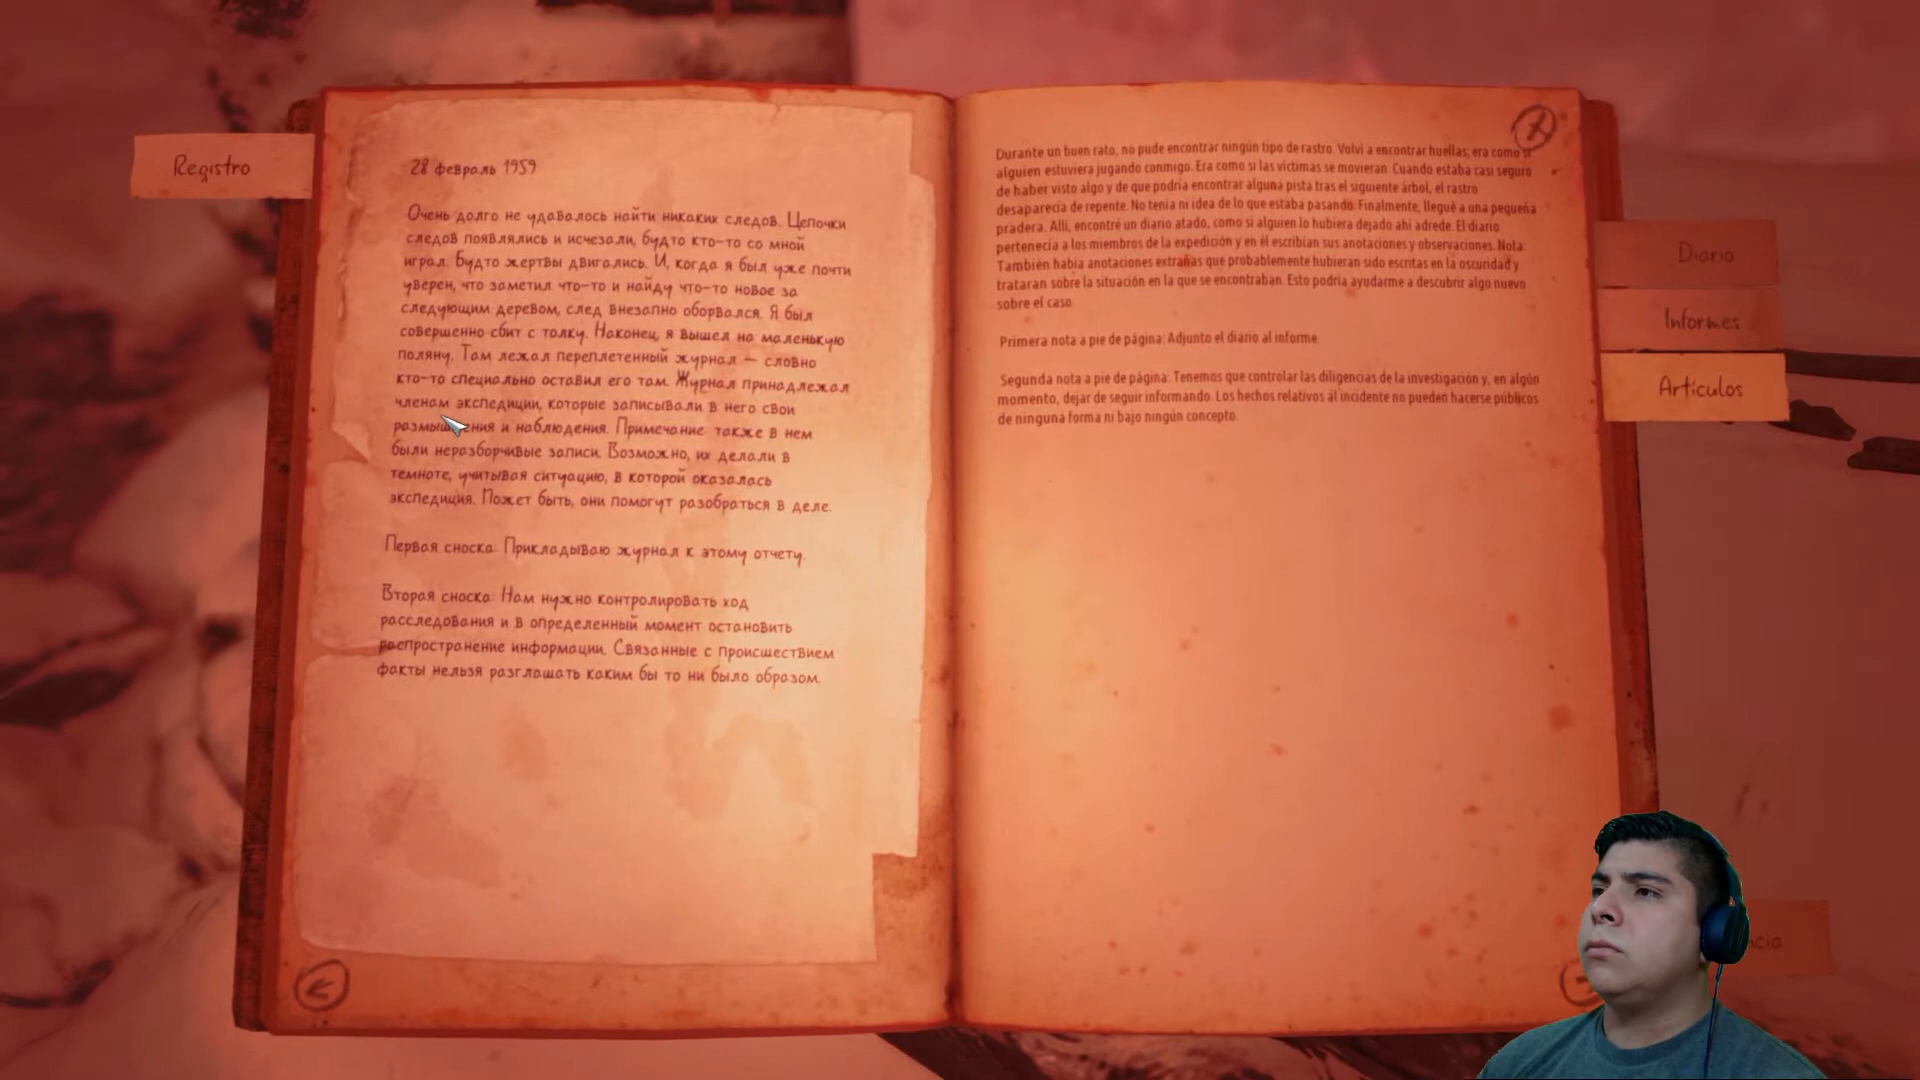 Registro
28 февраль 1959
Очень долго не удавалось найти никаких следов. Цепочки
следов появлялись и исчезали, будто кто-то со мной
играл. Будто жертвы двигались. И, когда я был уже почти
уверен, что заметил что-то и найду что-то новое за
следующим деревом, след внезапно оборвался. Я был
совершенно сбит с толку. Наконец, я вышел на маленькую
поляну. Там лежал переплетенный журнал — словно
кто-то специально оставил его там. Журнал принадлежал
членам экспедиции, которые записывали в него свои
размышления и наблюдения. Примечание: также в нем
были неразборчивые записи. Возможно, их делали в
темноте, учитывая ситуацию, в которой оказалась
экспедиция. Может быть, они помогут разобраться в деле.
Первая сноска: Прикладываю журнал к этому отчету.
Вторая сноска: Нам нужно контролировать ход
расследования и в определенный момент остановить
распространение информации. Связанные с происшествием
факты нельзя разглашать каким бы то ни было образом.
Durante un buen rato, no pude encontrar ningún tipo de rastro. Volví a encontrar huellas; era como si
alguien estuviera jugando conmigo. Era como si las víctimas se movieran. Cuando estaba casi seguro
de haber visto algo y de que podría encontrar alguna pista tras el siguiente árbol, el rastro
desaparecía de repente. No tenía ni idea de lo que estaba pasando. Finalmente, llegué a una pequeña
pradera. Allí, encontré un diario atado, como si alguien lo hubiera dejado ahí adrede. El diario
pertenecía a los miembros de la expedición y en él escribían sus anotaciones y observaciones. Nota:
También había anotaciones extrañas que probablemente hubieran sido escritas en la oscuridad y
trataran sobre la situación en la que se encontraban. Esto podría ayudarme a descubrir algo nuevo
sobre el caso.
Primera nota a pie de página: Adjunto el diario al informe.
Segunda nota a pie de página: Tenemos que controlar las diligencias de la investigación y, en algún
momento, dejar de seguir informando. Los hechos relativos al incidente no pueden hacerse públicos
de ninguna forma ni bajo ningún concepto.
Diario
Informes
Artículos